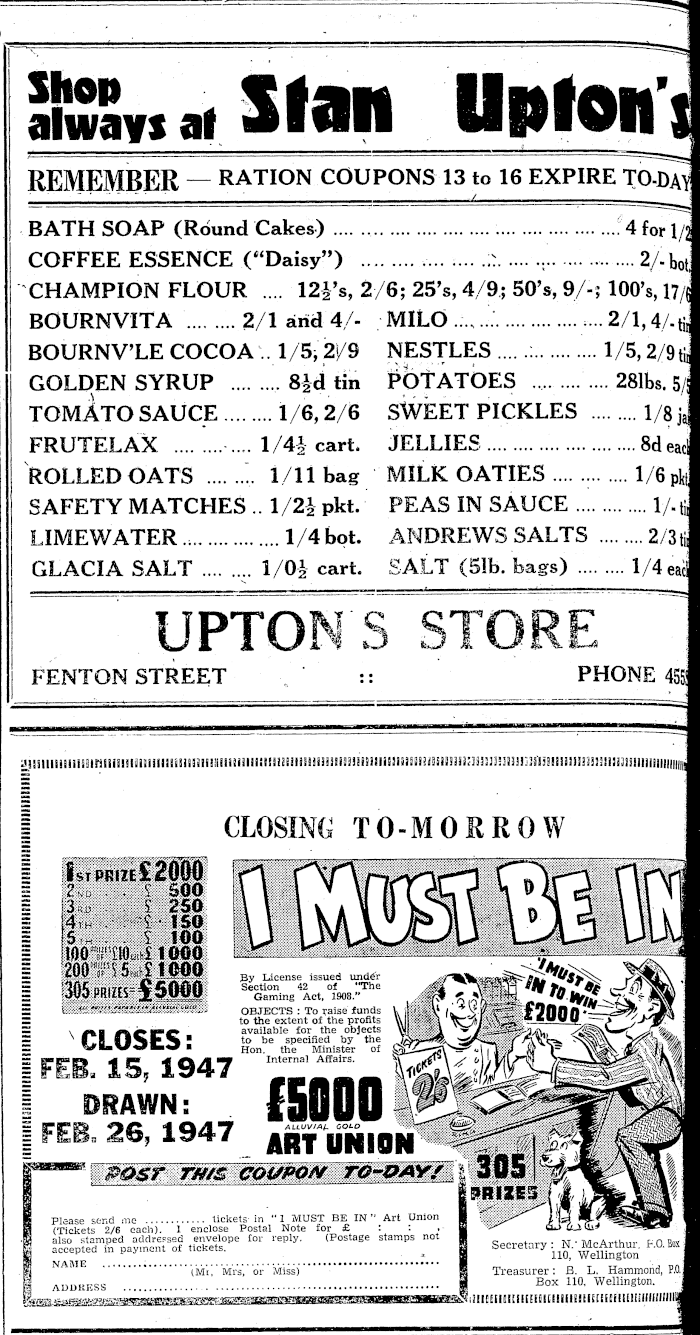 Shop
always at Stan Upton's
REMEMBER — RATION COUPONS 13 to 16 EXPIRE TO-DAY
BATH SOAP (Round Cakes) .... .... .... .... .... .... .... .... .... 4 for 1/2
COFFEE ESSENCE ("Daisy") .... .... .... .... .... .... .... .... 2/- bot.
CHAMPION FLOUR .... 12½'s, 2/6; 25's, 4/9; 50's, 9/-; 100's, 17/6
BOURNVITA .... .... 2/1 and 4/-
BOURNV'LE COCOA .. 1/5, 2/9
GOLDEN SYRUP .... .... 8½d tin
TOMATO SAUCE .... .... 1/6, 2/6
FRUTELAX .... .... .... 1/4½ cart.
ROLLED OATS .... .... 1/11 bag
SAFETY MATCHES .. 1/2½ pkt.
LIMEWATER .... .... .... 1/4 bot.
GLACIA SALT .... .... 1/0½ cart.
MILO .... .... .... .... .... 2/1, 4/- tin
NESTLES .... .... .... 1/5, 2/9 tin
POTATOES .... .... .... 28lbs. 5/5
SWEET PICKLES .... .... 1/8 jar
JELLIES .... .... .... .... .... 8d each
MILK OATIES .... .... .... 1/6 pkt.
PEAS IN SAUCE .... .... 1/- tin
ANDREWS SALTS .... .... 2/3 tin
SALT (5lb. bags) .... .... 1/4 each
UPTON'S STORE
FENTON STREET :: PHONE 455
CLOSING TO-MORROW
1ST PRIZE £2000
2ND £ 500
3RD £ 250
4TH £ 150
5TH £ 100
100 PRIZES OF £10 each £1000
200 PRIZES OF £5 each £1000
305 PRIZES= £5000
CLOSES:
FEB. 15, 1947
DRAWN:
FEB. 26, 1947
I MUST BE IN
By License issued under
Section 42 of "The
Gaming Act, 1908."
OBJECTS : To raise funds
to the extent of the profits
available for the objects
to be specified by the
Hon. the Minister of
Internal Affairs.
£5000
ALLUVIAL GOLD
ART UNION
"I MUST BE
IN TO WIN
£2000"
TICKETS
2/6
305
PRIZES
POST THIS COUPON TO-DAY!
Please send me ............ tickets in "I MUST BE IN" Art Union
(Tickets 2/6 each). I enclose Postal Note for £ : : ,
also stamped addressed envelope for reply. (Postage stamps not
accepted in payment of tickets.
NAME ......................................................
(Mr, Mrs, or Miss)
ADDRESS ..................................................
Secretary : N. McArthur, P.O. Box
110, Wellington
Treasurer : B. L. Hammond, P.O.
Box 110, Wellington.